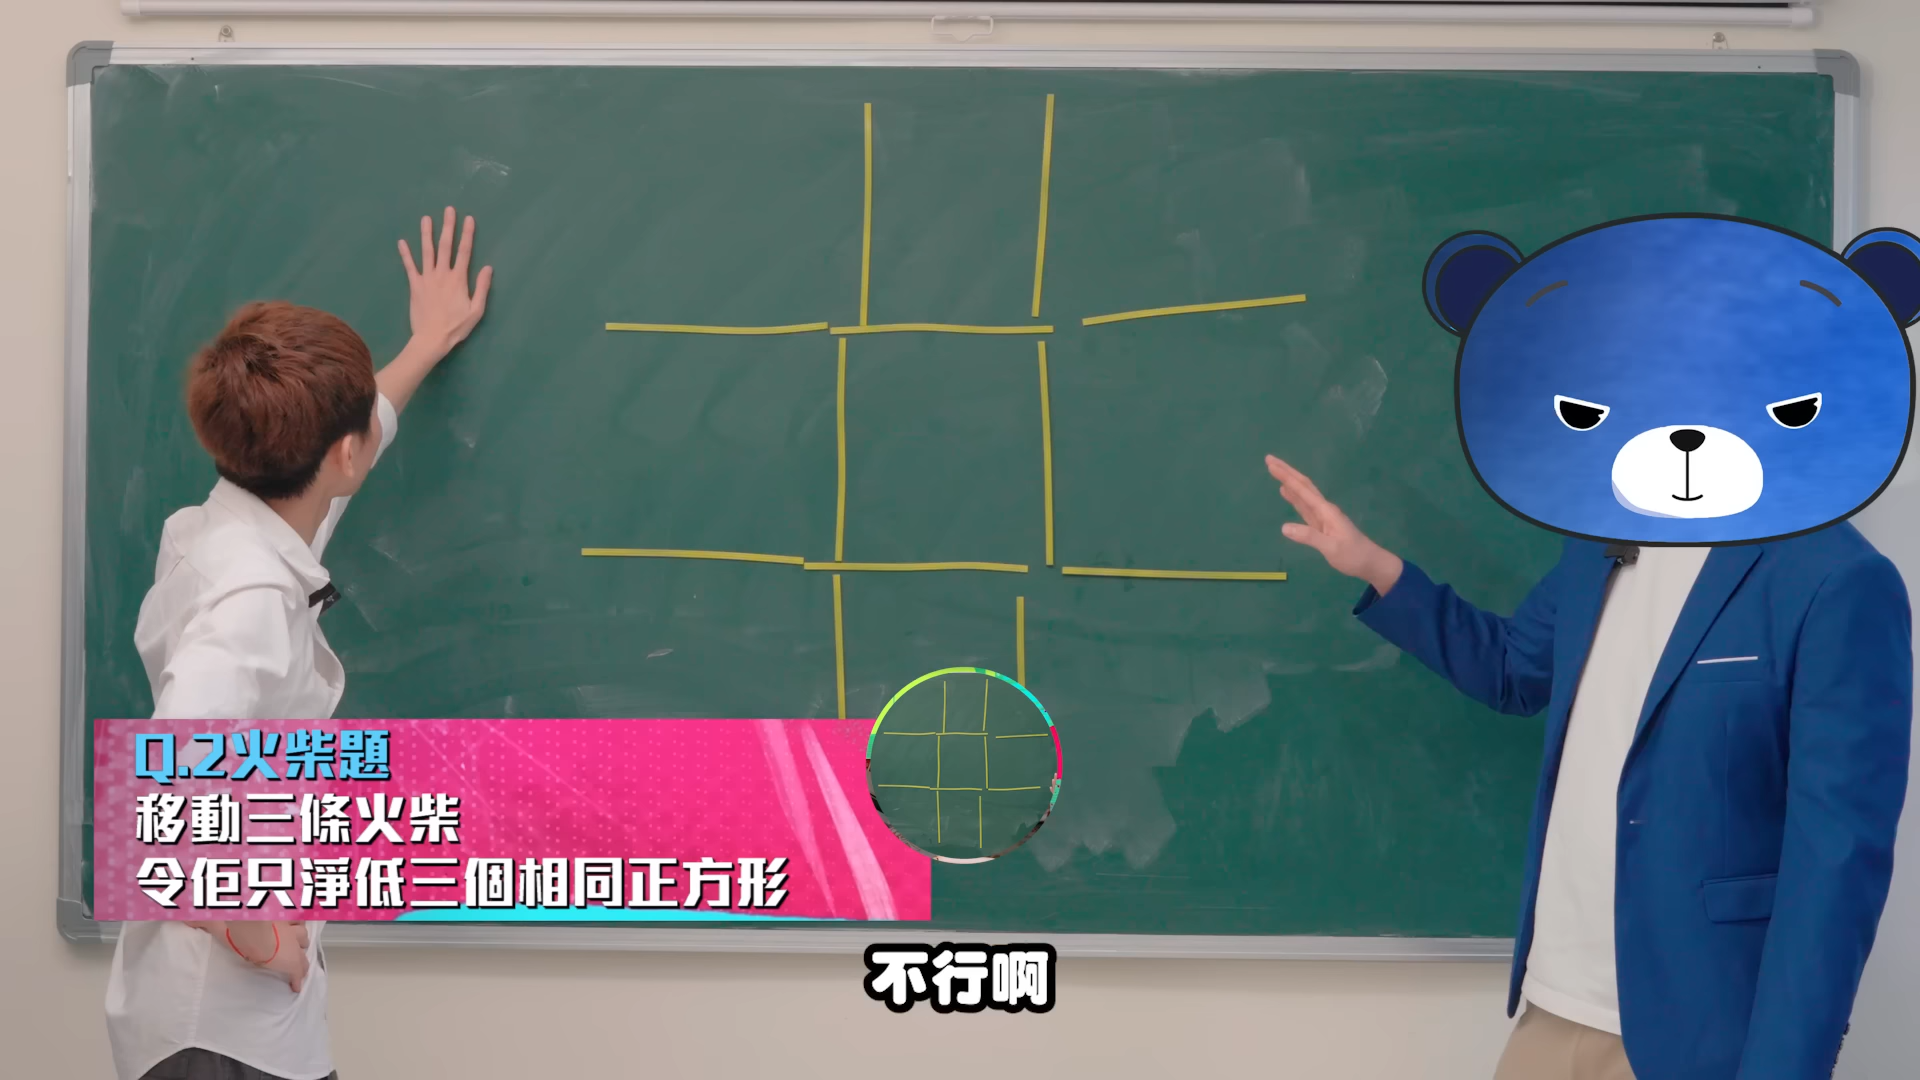 Q.2火柴題
移動三條火柴
令佢只淨低三個相同正方形
不行啊